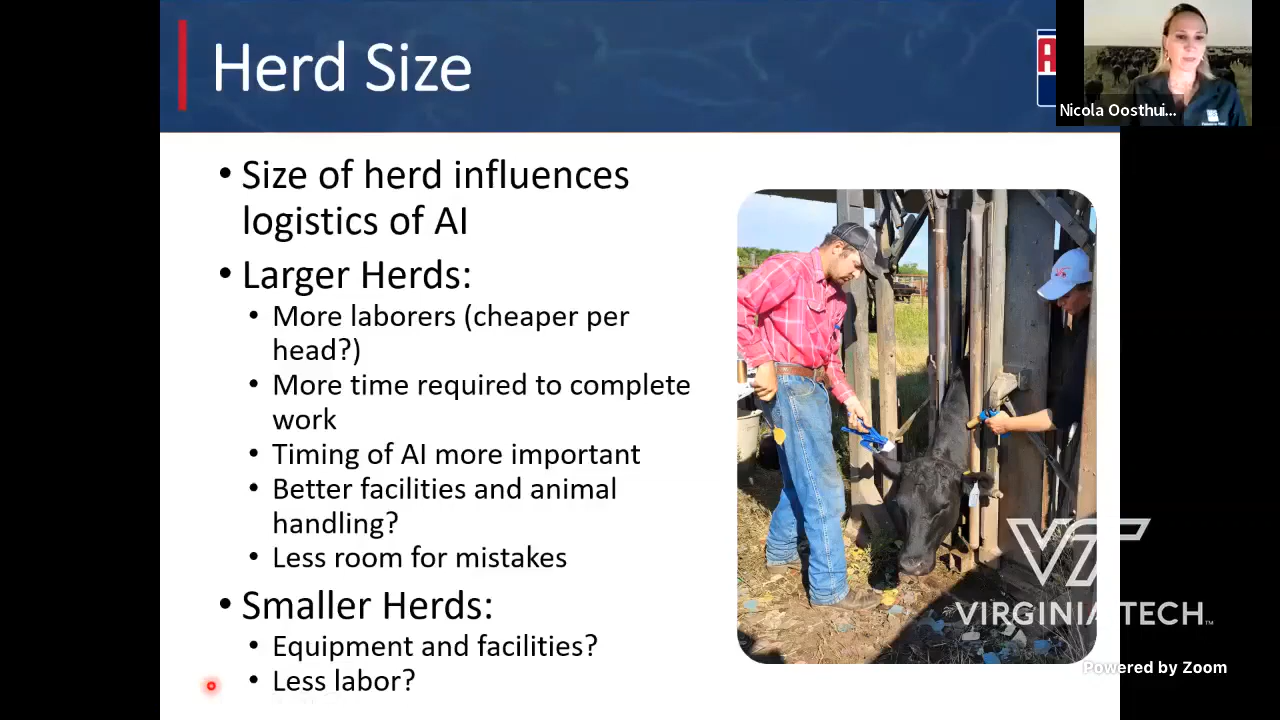 Herd Size
A
Nicola Oosthui...
• Size of herd influences
logistics of AI
• Larger Herds:
• More laborers (cheaper per
head?)
• More time required to complete
work
• Timing of AI more important
• Better facilities and animal
handling?
• Less room for mistakes
• Smaller Herds:
• Equipment and facilities?
• Less labor?
VT
VIRGINIA TECH™
Powered by Zoom